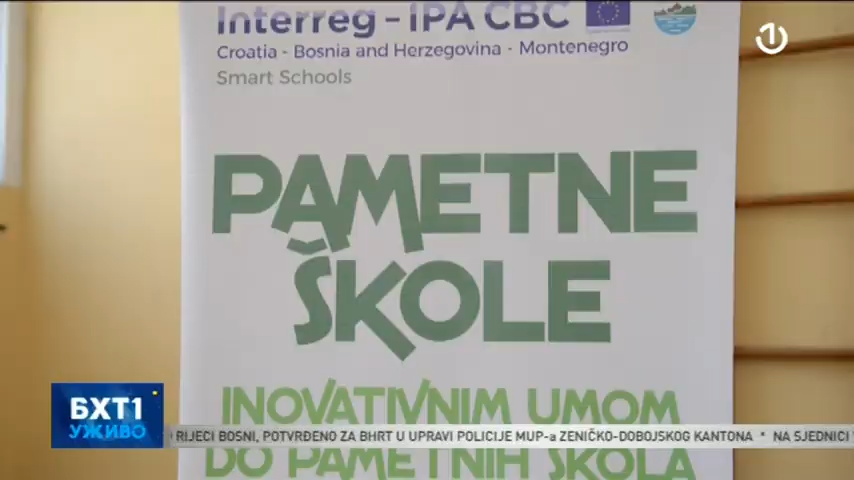 Interreg - IPA CBC
Croatia - Bosnia and Herzegovina - Montenegro
Smart Schools
PAMETNE
ŠKOLE
INOVATIVNIM UMOM
DO PAMETNIH ŠKOLA
БХТ1
УЖИВО
RIJECI BOSNI, POTVRĐENO ZA BHRT U UPRAVI POLICIJE MUP-a ZENIČKO-DOBOJSKOG KANTONA * NA SJEDNICI
1